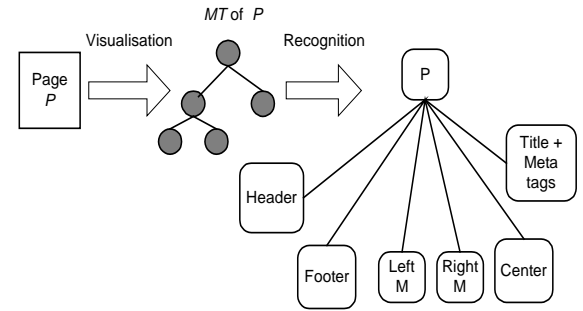 MT of P
Visualisation
Recognition
Page
P
P
Title +
Meta
tags
Header
Footer
Left
M
Right
M
Center